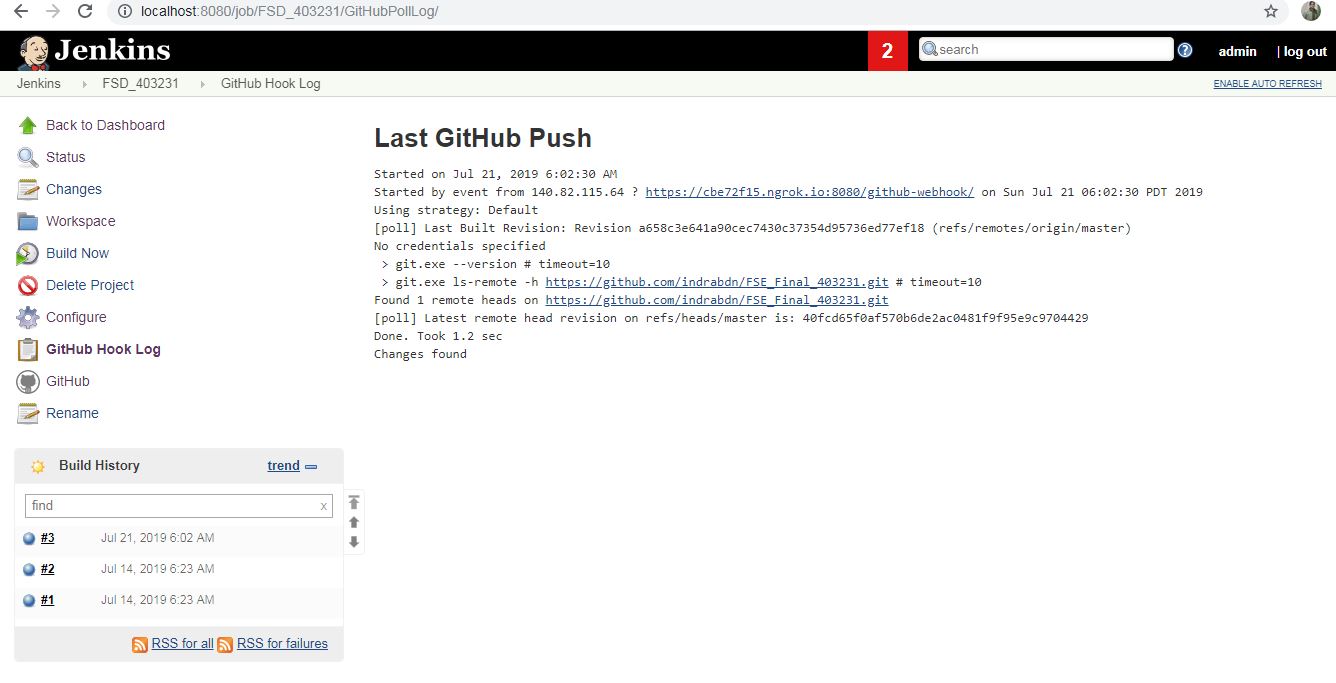 localhost:8080/job/FSD_403231/GitHubPollLog/
Jenkins
2
search
?
admin
| log out
Jenkins
FSD_403231
GitHub Hook Log
ENABLE AUTO REFRESH
Back to Dashboard
Status
Changes
Workspace
Build Now
Delete Project
Configure
GitHub Hook Log
GitHub
Rename
Build History
trend
find
x
#3 Jul 21, 2019 6:02 AM
#2 Jul 14, 2019 6:23 AM
#1 Jul 14, 2019 6:23 AM
RSS for all RSS for failures
Last GitHub Push
Started on Jul 21, 2019 6:02:30 AM
Started by event from 140.82.115.64 ? https://cbe72f15.ngrok.io:8080/github-webhook/ on Sun Jul 21 06:02:30 PDT 2019
Using strategy: Default
[poll] Last Built Revision: Revision a658c3e641a90cec7430c37354d95736ed77ef18 (refs/remotes/origin/master)
No credentials specified
> git.exe --version # timeout=10
> git.exe ls-remote -h https://github.com/indrabdn/FSE_Final_403231.git # timeout=10
Found 1 remote heads on https://github.com/indrabdn/FSE_Final_403231.git
[poll] Latest remote head revision on refs/heads/master is: 40fcd65f0af570b6de2ac0481f9f95e9c9704429
Done. Took 1.2 sec
Changes found